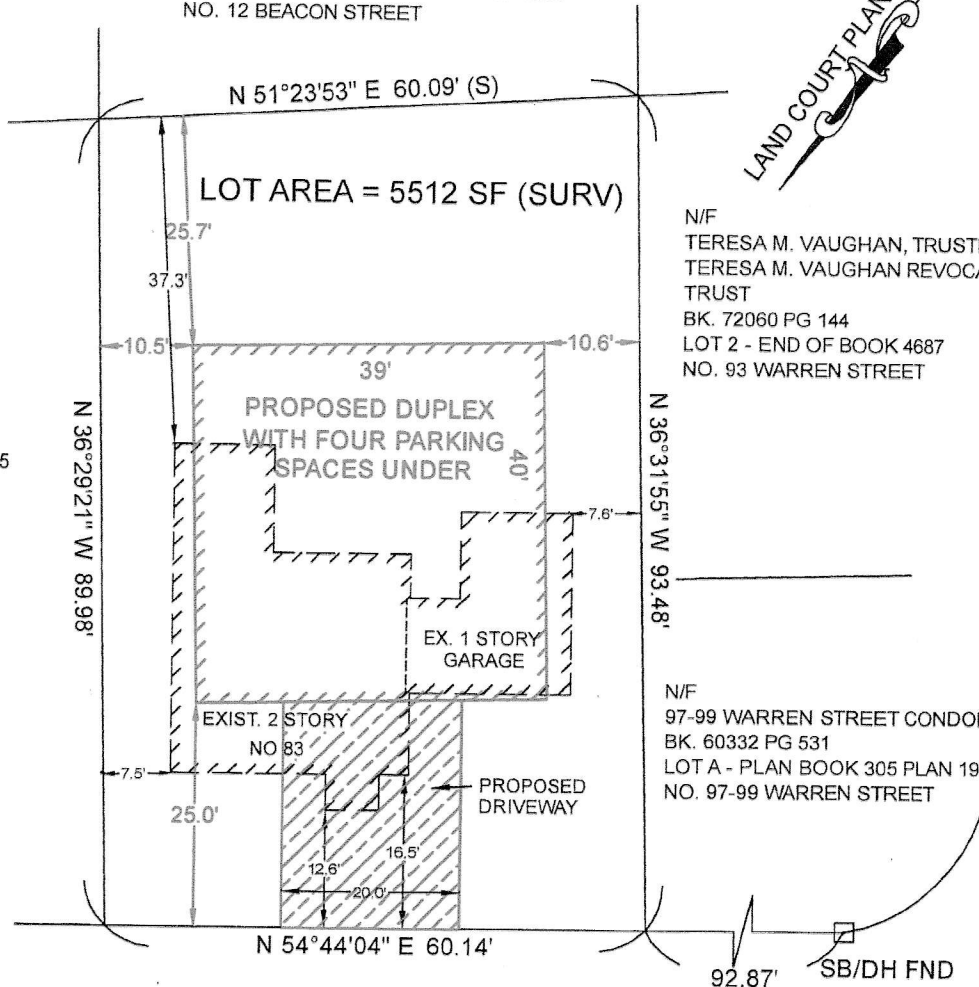 NO. 12 BEACON STREET
LAND COURT PLAN
N 51°23'53" E 60.09' (S)
LOT AREA = 5512 SF (SURV)
25.7'
37.3'
N/F
TERESA M. VAUGHAN, TRUST
TERESA M. VAUGHAN REVOCA
TRUST
BK. 72060 PG 144
LOT 2 - END OF BOOK 4687
NO. 93 WARREN STREET
10.5'
10.6'
39'
PROPOSED DUPLEX
WITH FOUR PARKING
SPACES UNDER
40'
5
N 36°29'21" W 89.98'
N 36°31'55" W 93.48'
7.6'
EX. 1 STORY
GARAGE
N/F
97-99 WARREN STREET CONDO
BK. 60332 PG 531
LOT A - PLAN BOOK 305 PLAN 19
NO. 97-99 WARREN STREET
EXIST. 2 STORY
NO 83
7.5'
PROPOSED
DRIVEWAY
25.0'
12.6'
16.5'
20.0'
N 54°44'04" E 60.14'
92.87'
SB/DH FND